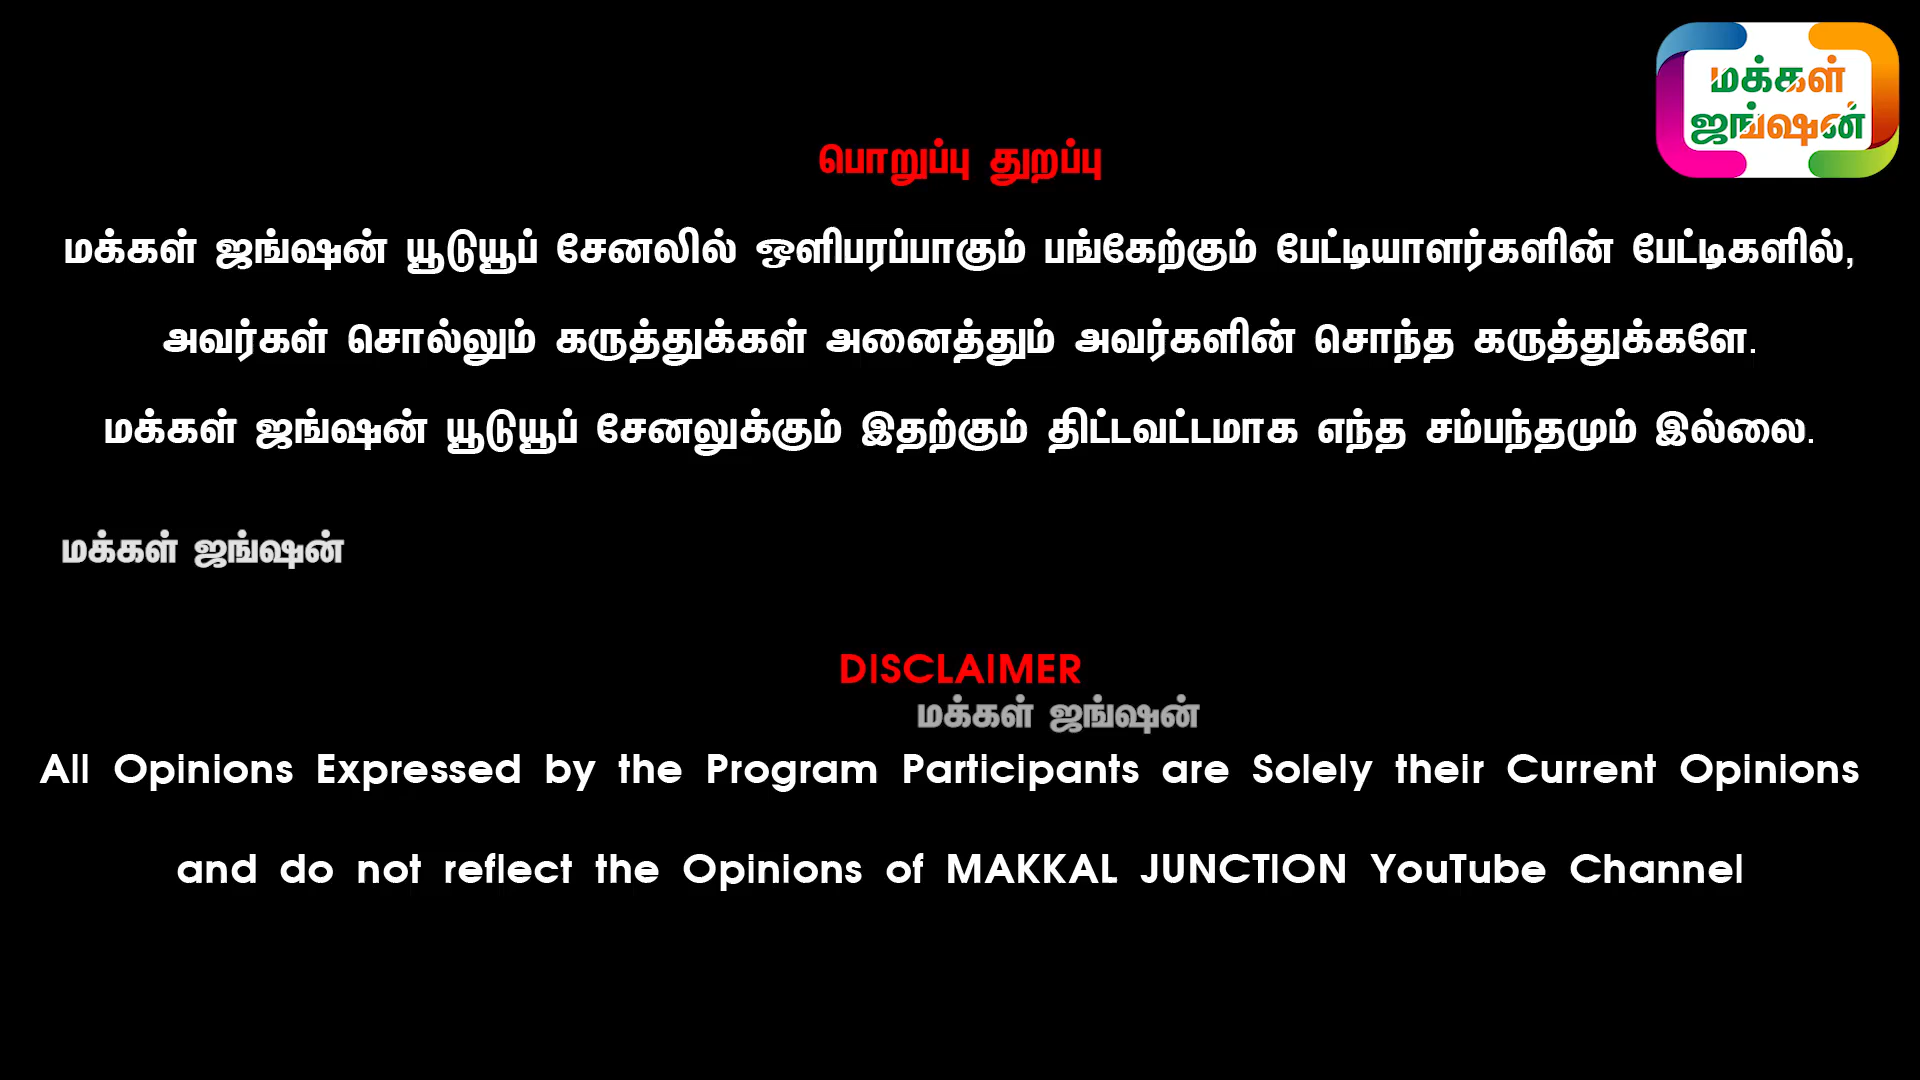 மக்கள்
ஜங்ஷன்
பொறுப்பு துறப்பு
மக்கள் ஜங்ஷன் யூடுயூப் சேனலில் ஒளிபரப்பாகும் பங்கேற்கும் பேட்டியாளர்களின் பேட்டிகளில்,
அவர்கள் சொல்லும் கருத்துக்கள் அனைத்தும் அவர்களின் சொந்த கருத்துக்களே.
மக்கள் ஜங்ஷன் யூடுயூப் சேனலுக்கும் இதற்கும் திட்டவட்டமாக எந்த சம்பந்தமும் இல்லை.
மக்கள் ஜங்ஷன்
DISCLAIMER
மக்கள் ஜங்ஷன்
All Opinions Expressed by the Program Participants are Solely their Current Opinions
and do not reflect the Opinions of MAKKAL JUNCTION YouTube Channel